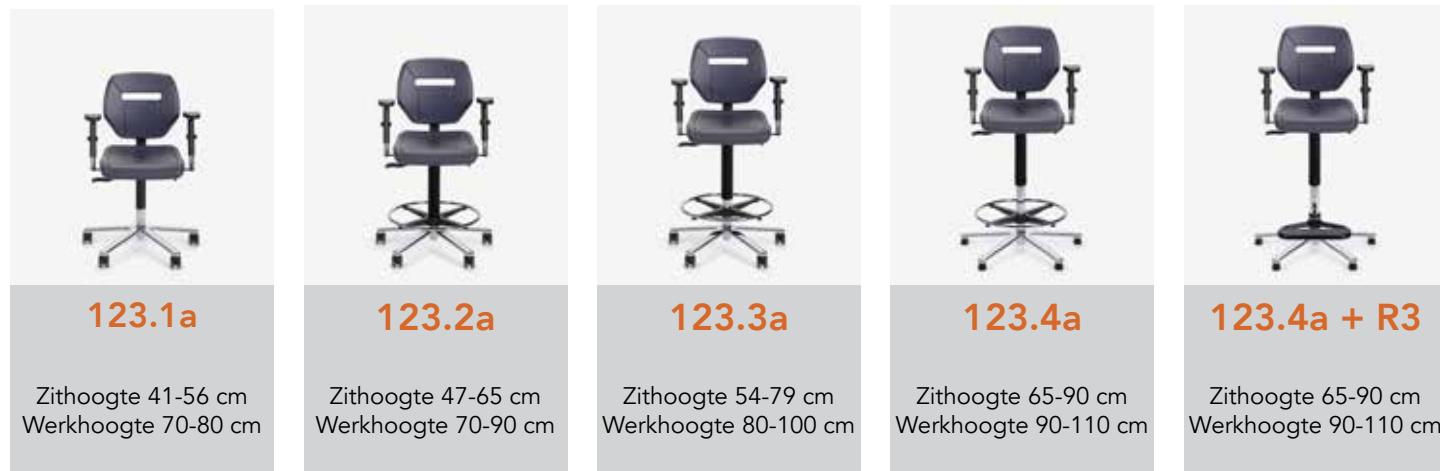 123.1a
Zithoogte 41-56 cm
Werkhoogte 70-80 cm
123.2a
Zithoogte 47-65 cm
Werkhoogte 70-90 cm
123.3a
Zithoogte 54-79 cm
Werkhoogte 80-100 cm
123.4a
Zithoogte 65-90 cm
Werkhoogte 90-110 cm
123.4a + R3
Zithoogte 65-90 cm
Werkhoogte 90-110 cm